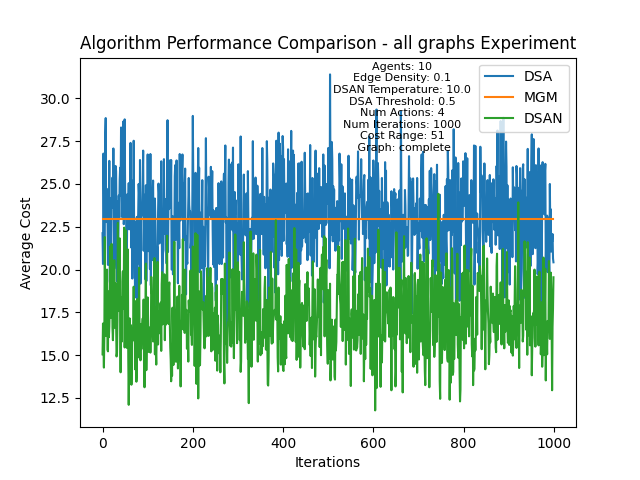 Algorithm Performance Comparison - all graphs Experiment
Agents: 10
Edge Density: 0.1
DSAN Temperature: 10.0
DSA Threshold: 0.5
Num Actions: 4
Num Iterations: 1000
Cost Range: 51
Graph: complete
DSA
MGM
DSAN
Average Cost
30.0
27.5
25.0
22.5
20.0
17.5
15.0
12.5
0
200
400
600
800
1000
Iterations